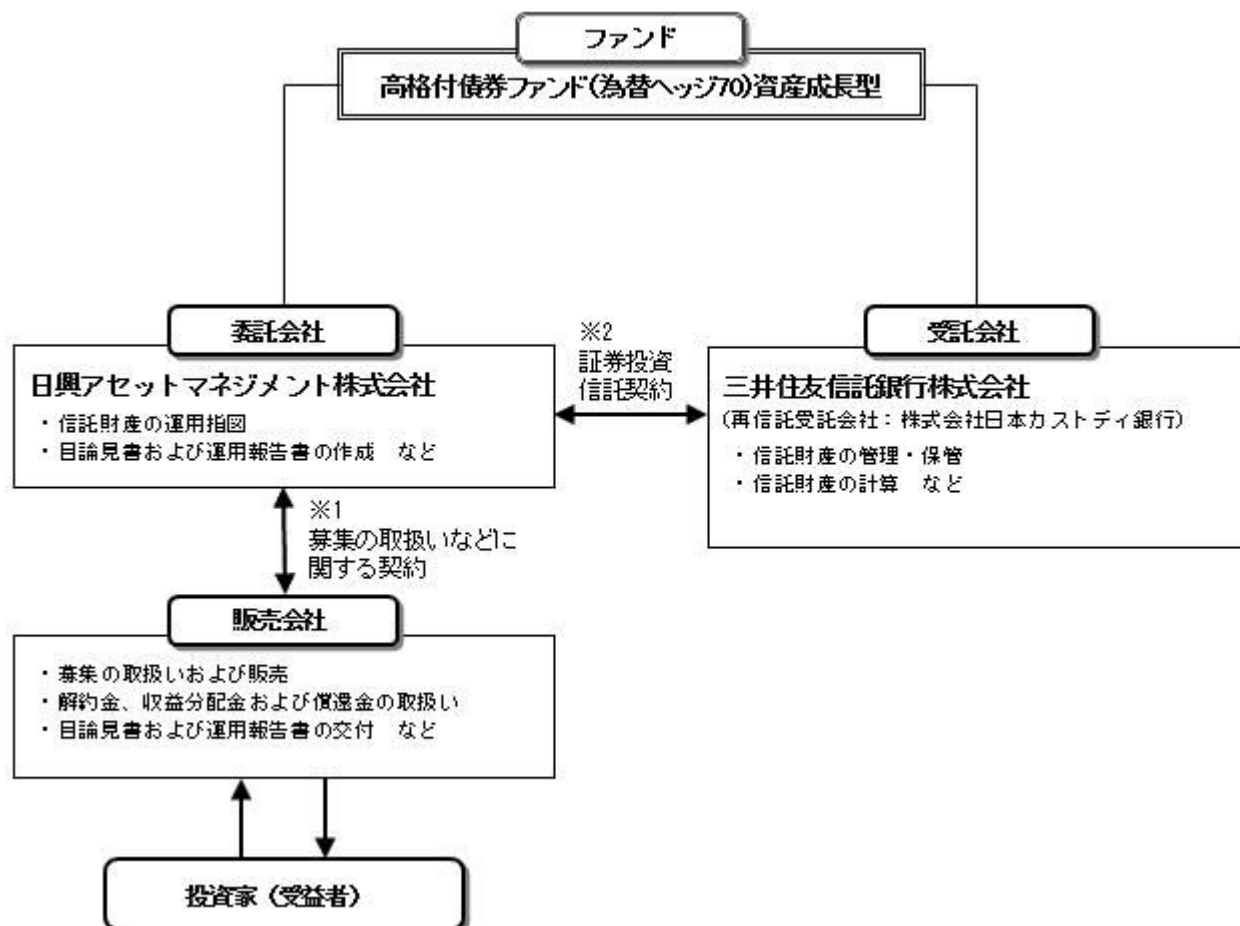 ファンド
高格付債券ファンド(為替ヘッジ70)資産成長型
委託会社
日興アセットマネジメント株式会社
・信託財産の運用指図
・目論見書および運用報告書の作成　など
※2
証券投資
信託契約
受託会社
三井住友信託銀行株式会社
(再信託受託会社：株式会社日本カストディ銀行)
・信託財産の管理・保管
・信託財産の計算　など
※1
募集の取扱いなどに
関する契約
販売会社
・募集の取扱いおよび販売
・解約金、収益分配金および償還金の取扱い
・目論見書および運用報告書の交付　など
投資家（受益者）